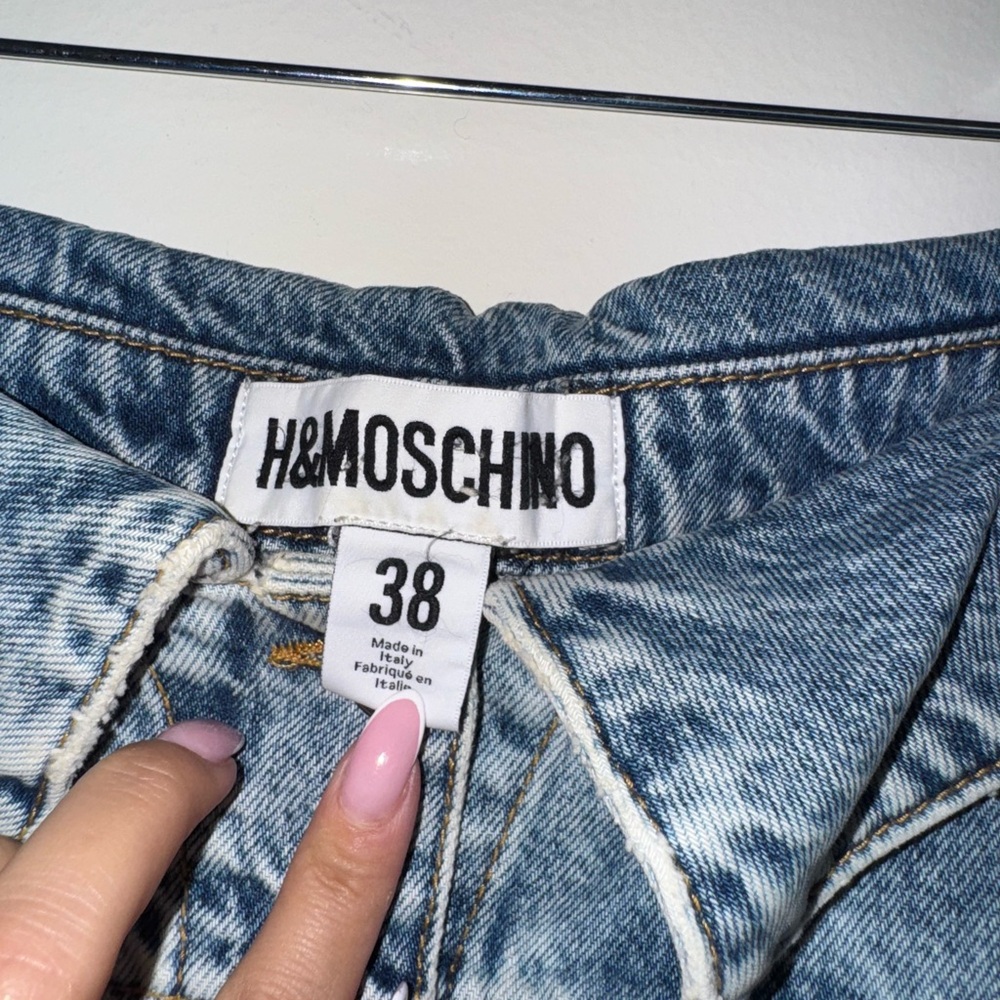 H&MOSCHINO
38
Made in
Italy
Fabriqué en
Italie